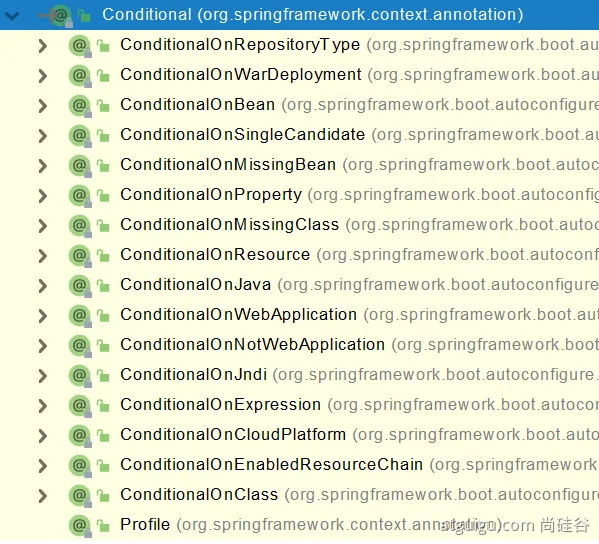 Conditional (org.springframework.context.annotation)
ConditionalOnRepositoryType (org.springframework.boot.au
ConditionalOnWarDeployment (org.springframework.boot.au
ConditionalOnBean (org.springframework.boot.autoconfigure
ConditionalOnSingleCandidate (org.springframework.boot.a
ConditionalOnMissingBean (org.springframework.boot.autoc
ConditionalOnProperty (org.springframework.boot.autoconfig
ConditionalOnMissingClass (org.springframework.boot.autoc
ConditionalOnResource (org.springframework.boot.autoconfi
ConditionalOnJava (org.springframework.boot.autoconfigure
ConditionalOnWebApplication (org.springframework.boot.aut
ConditionalOnNotWebApplication (org.springframework.boot
ConditionalOnJndi (org.springframework.boot.autoconfigure.
ConditionalOnExpression (org.springframework.boot.autocon
ConditionalOnCloudPlatform (org.springframework.boot.auto
ConditionalOnEnabledResourceChain (org.springframework
ConditionalOnClass (org.springframework.boot.autoconfigure
Profile (org.springframework.context.annotation)
atguigu.com 尚硅谷